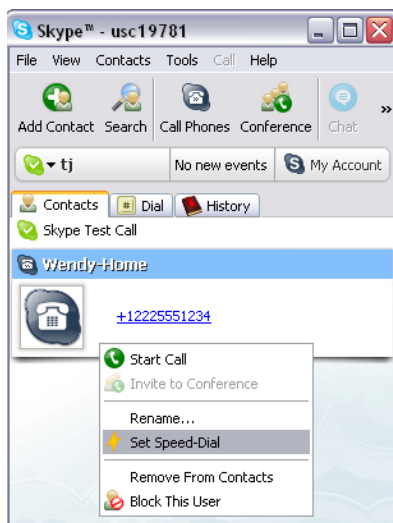 Skype™ - usc19781
File View Contacts Tools Call Help
Add Contact Search Call Phones Conference Chat »
tj No new events My Account
Contacts # Dial History
Skype Test Call
Wendy-Home
+12225551234
Start Call
Invite to Conference
Rename...
Set Speed-Dial
Remove From Contacts
Block This User